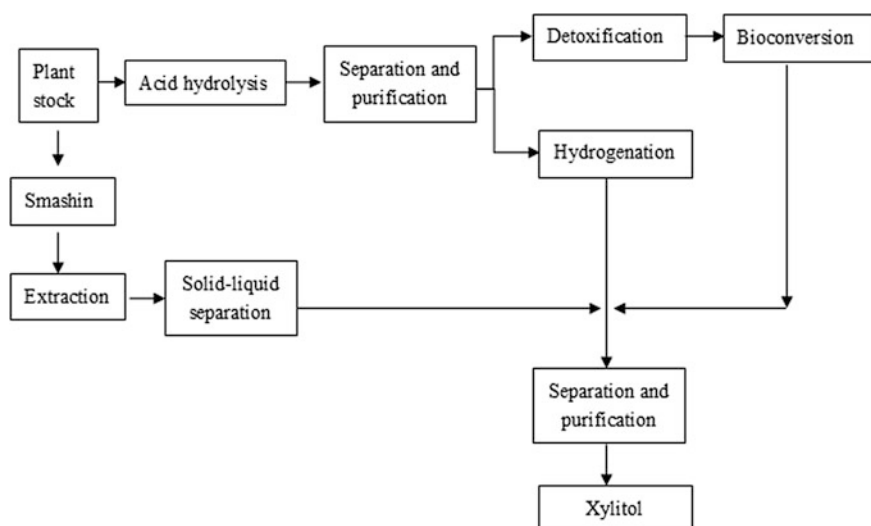 Plant
stock
Acid hydrolysis
Separation and
purification
Detoxification
Bioconversion
Hydrogenation
Smashin
Extraction
Solid-liquid
separation
Separation and
purification
Xylitol